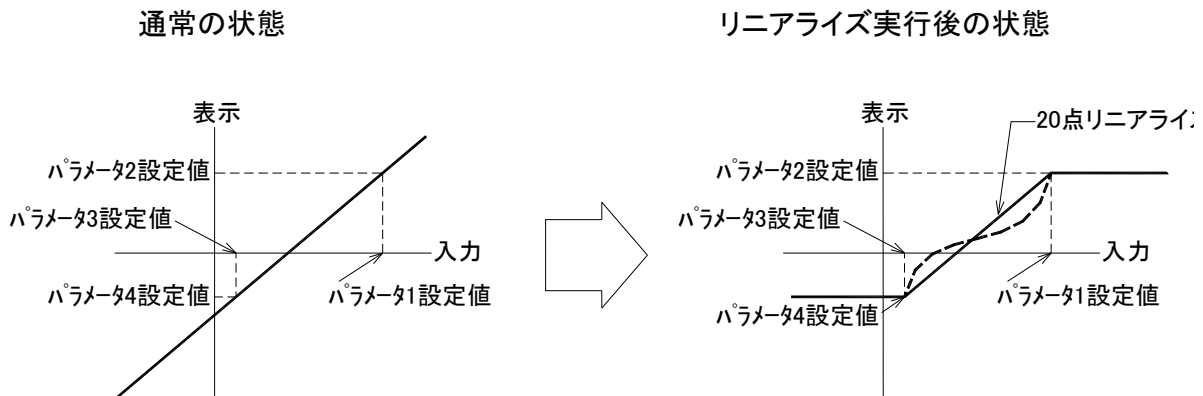 通常の状態
表示
パラメータ2設定値
パラメータ3設定値
入力
パラメータ4設定値
パラメータ1設定値
リニアライズ実行後の状態
表示
20点リニアライズ
パラメータ2設定値
パラメータ3設定値
入力
パラメータ4設定値
パラメータ1設定値